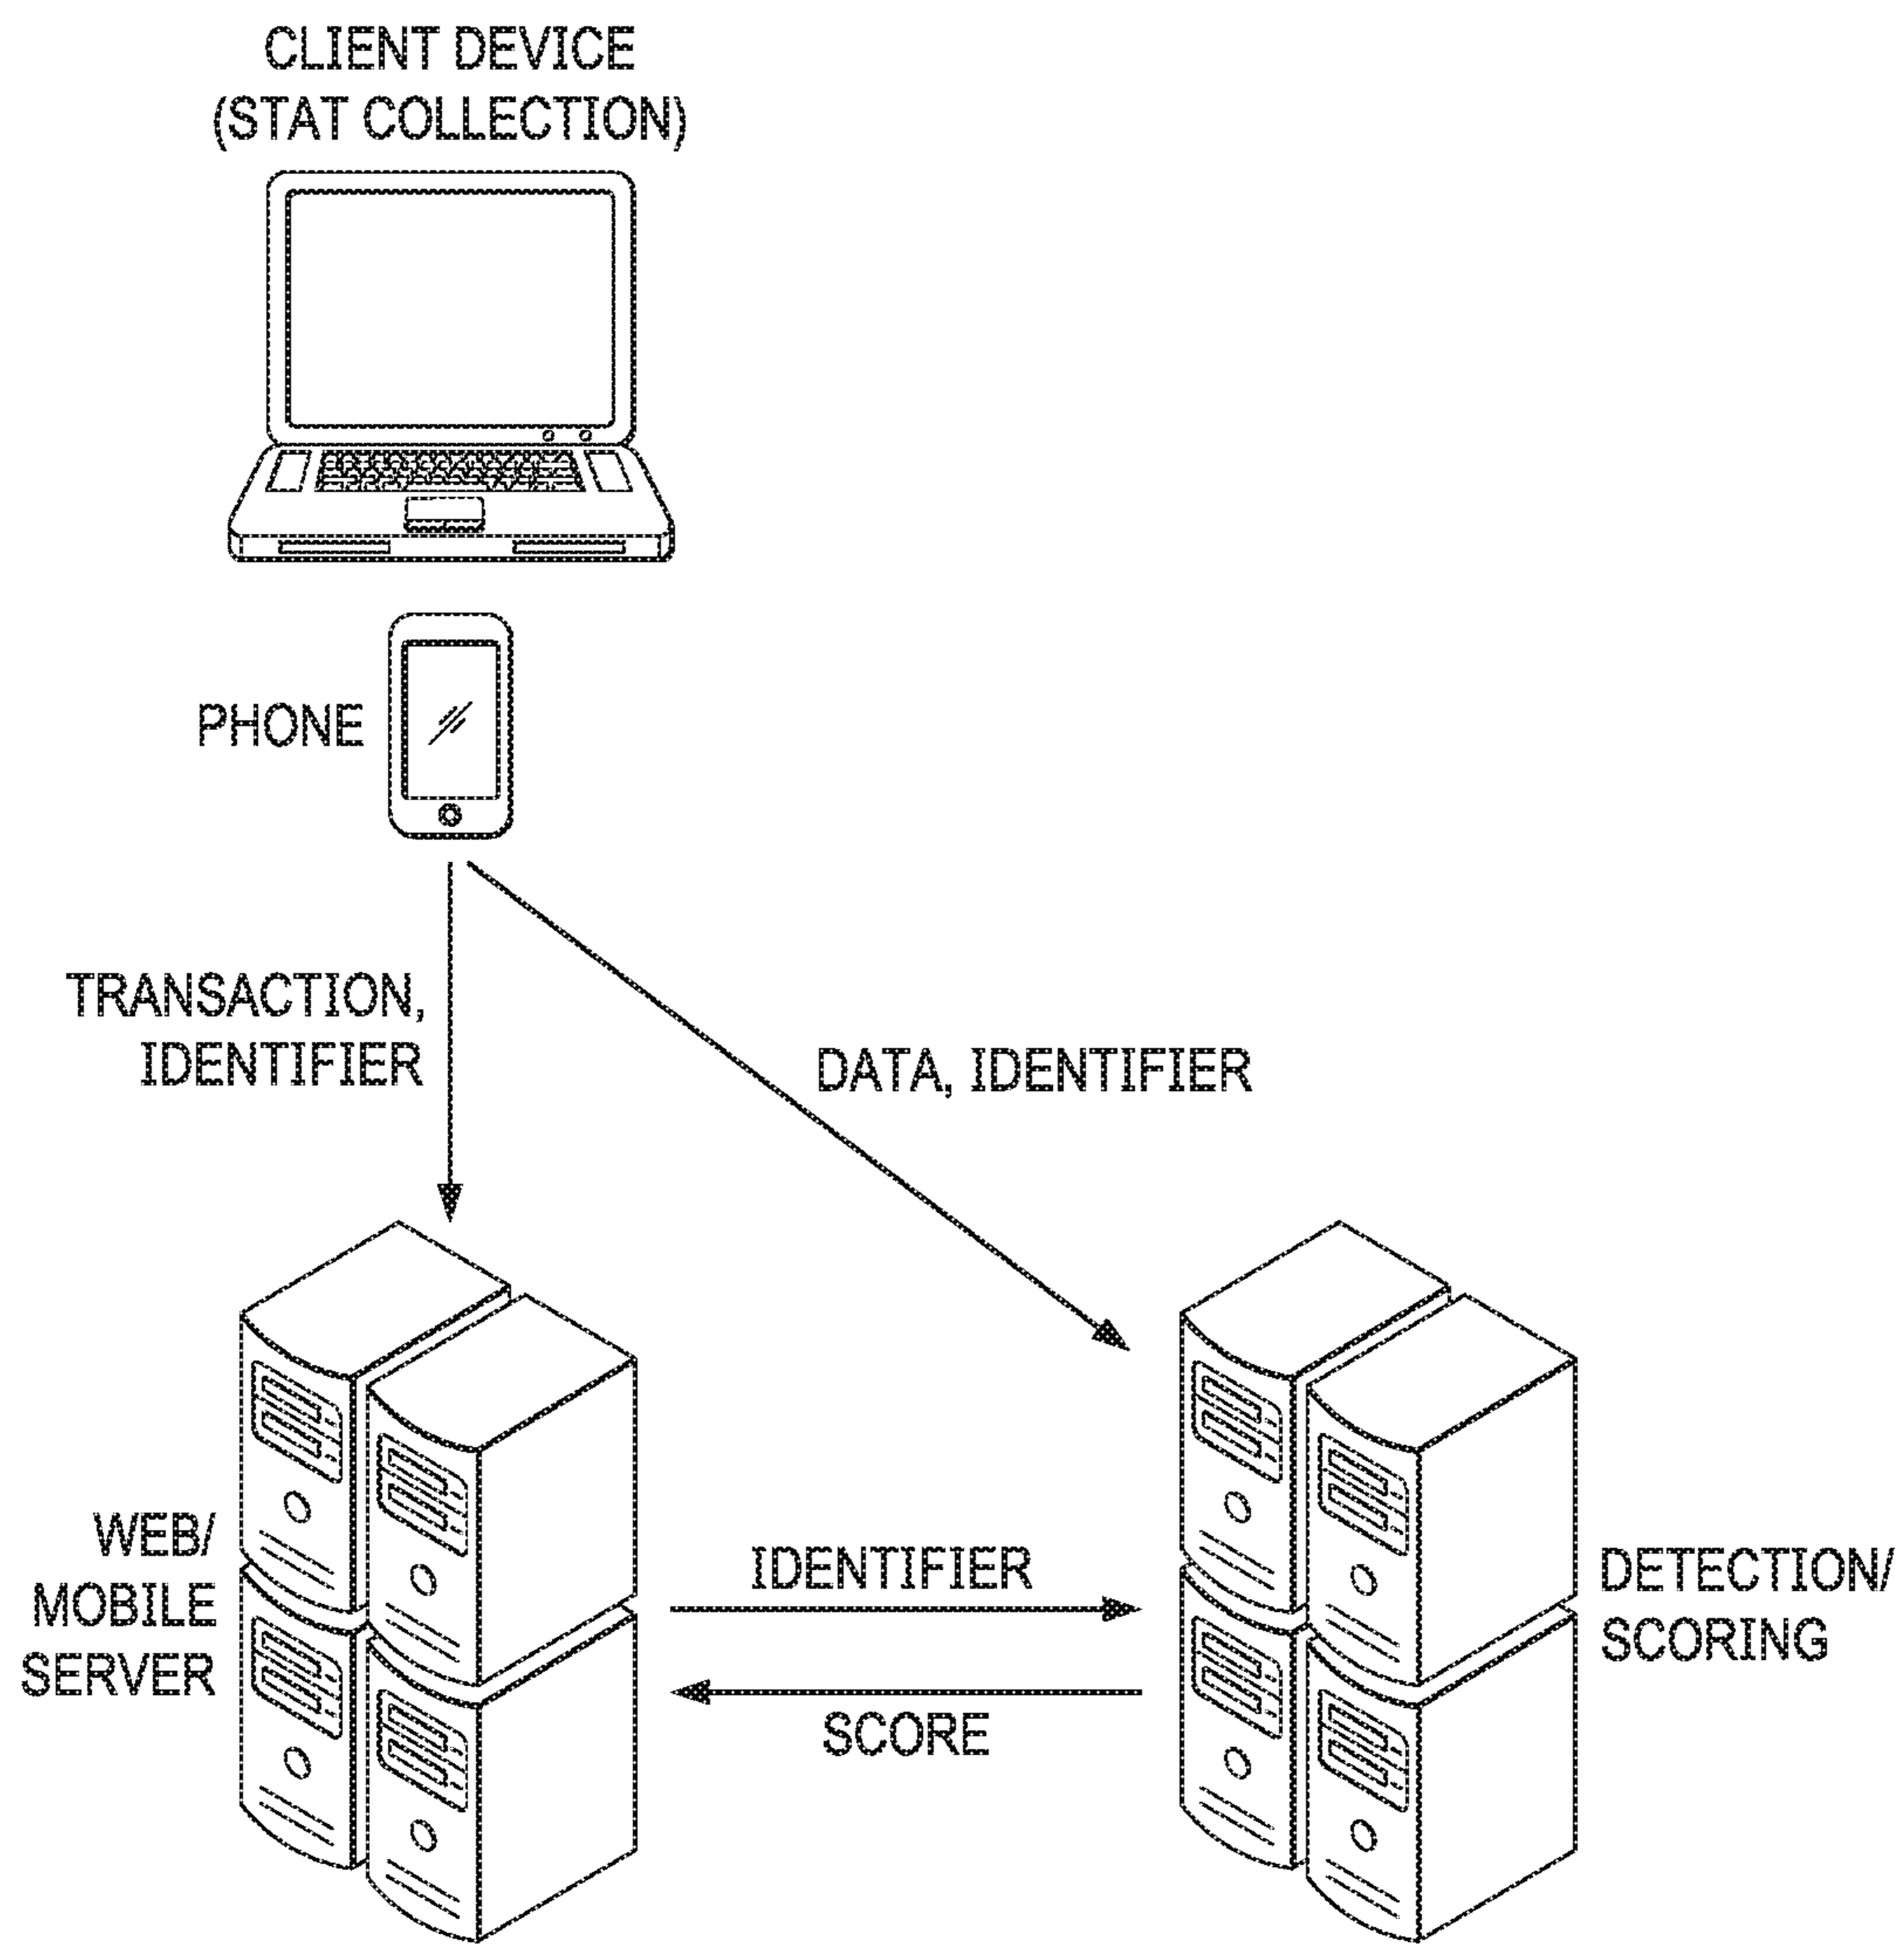 CLIENT DEVICE
(STAT COLLECTION)
PHONE
TRANSACTION,
IDENTIFIER
DATA, IDENTIFIER
WEB/
MOBILE
SERVER
IDENTIFIER
SCORE
DETECTION/
SCORING